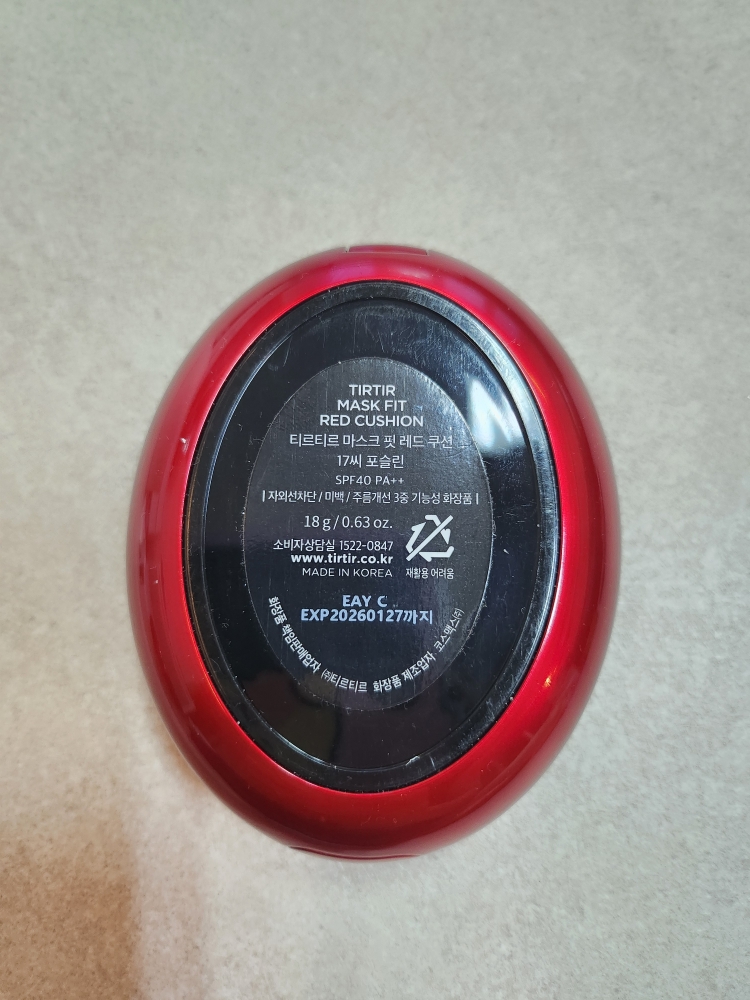 TIRTIR
MASK FIT
RED CUSHION
티르티르 마스크 핏 레드 쿠션
17씨 포슬린
SPF40 PA++
| 자외선차단 / 미백 / 주름개선 3중 기능성 화장품 |
18 g / 0.63 oz.
소비자상담실 1522-0847
www.tirtir.co.kr
MADE IN KOREA
재활용 어려움
EAY C
EXP20260127까지
화장품 책임판매업자 ㈜티르티르 화장품 제조업자 코스맥스㈜